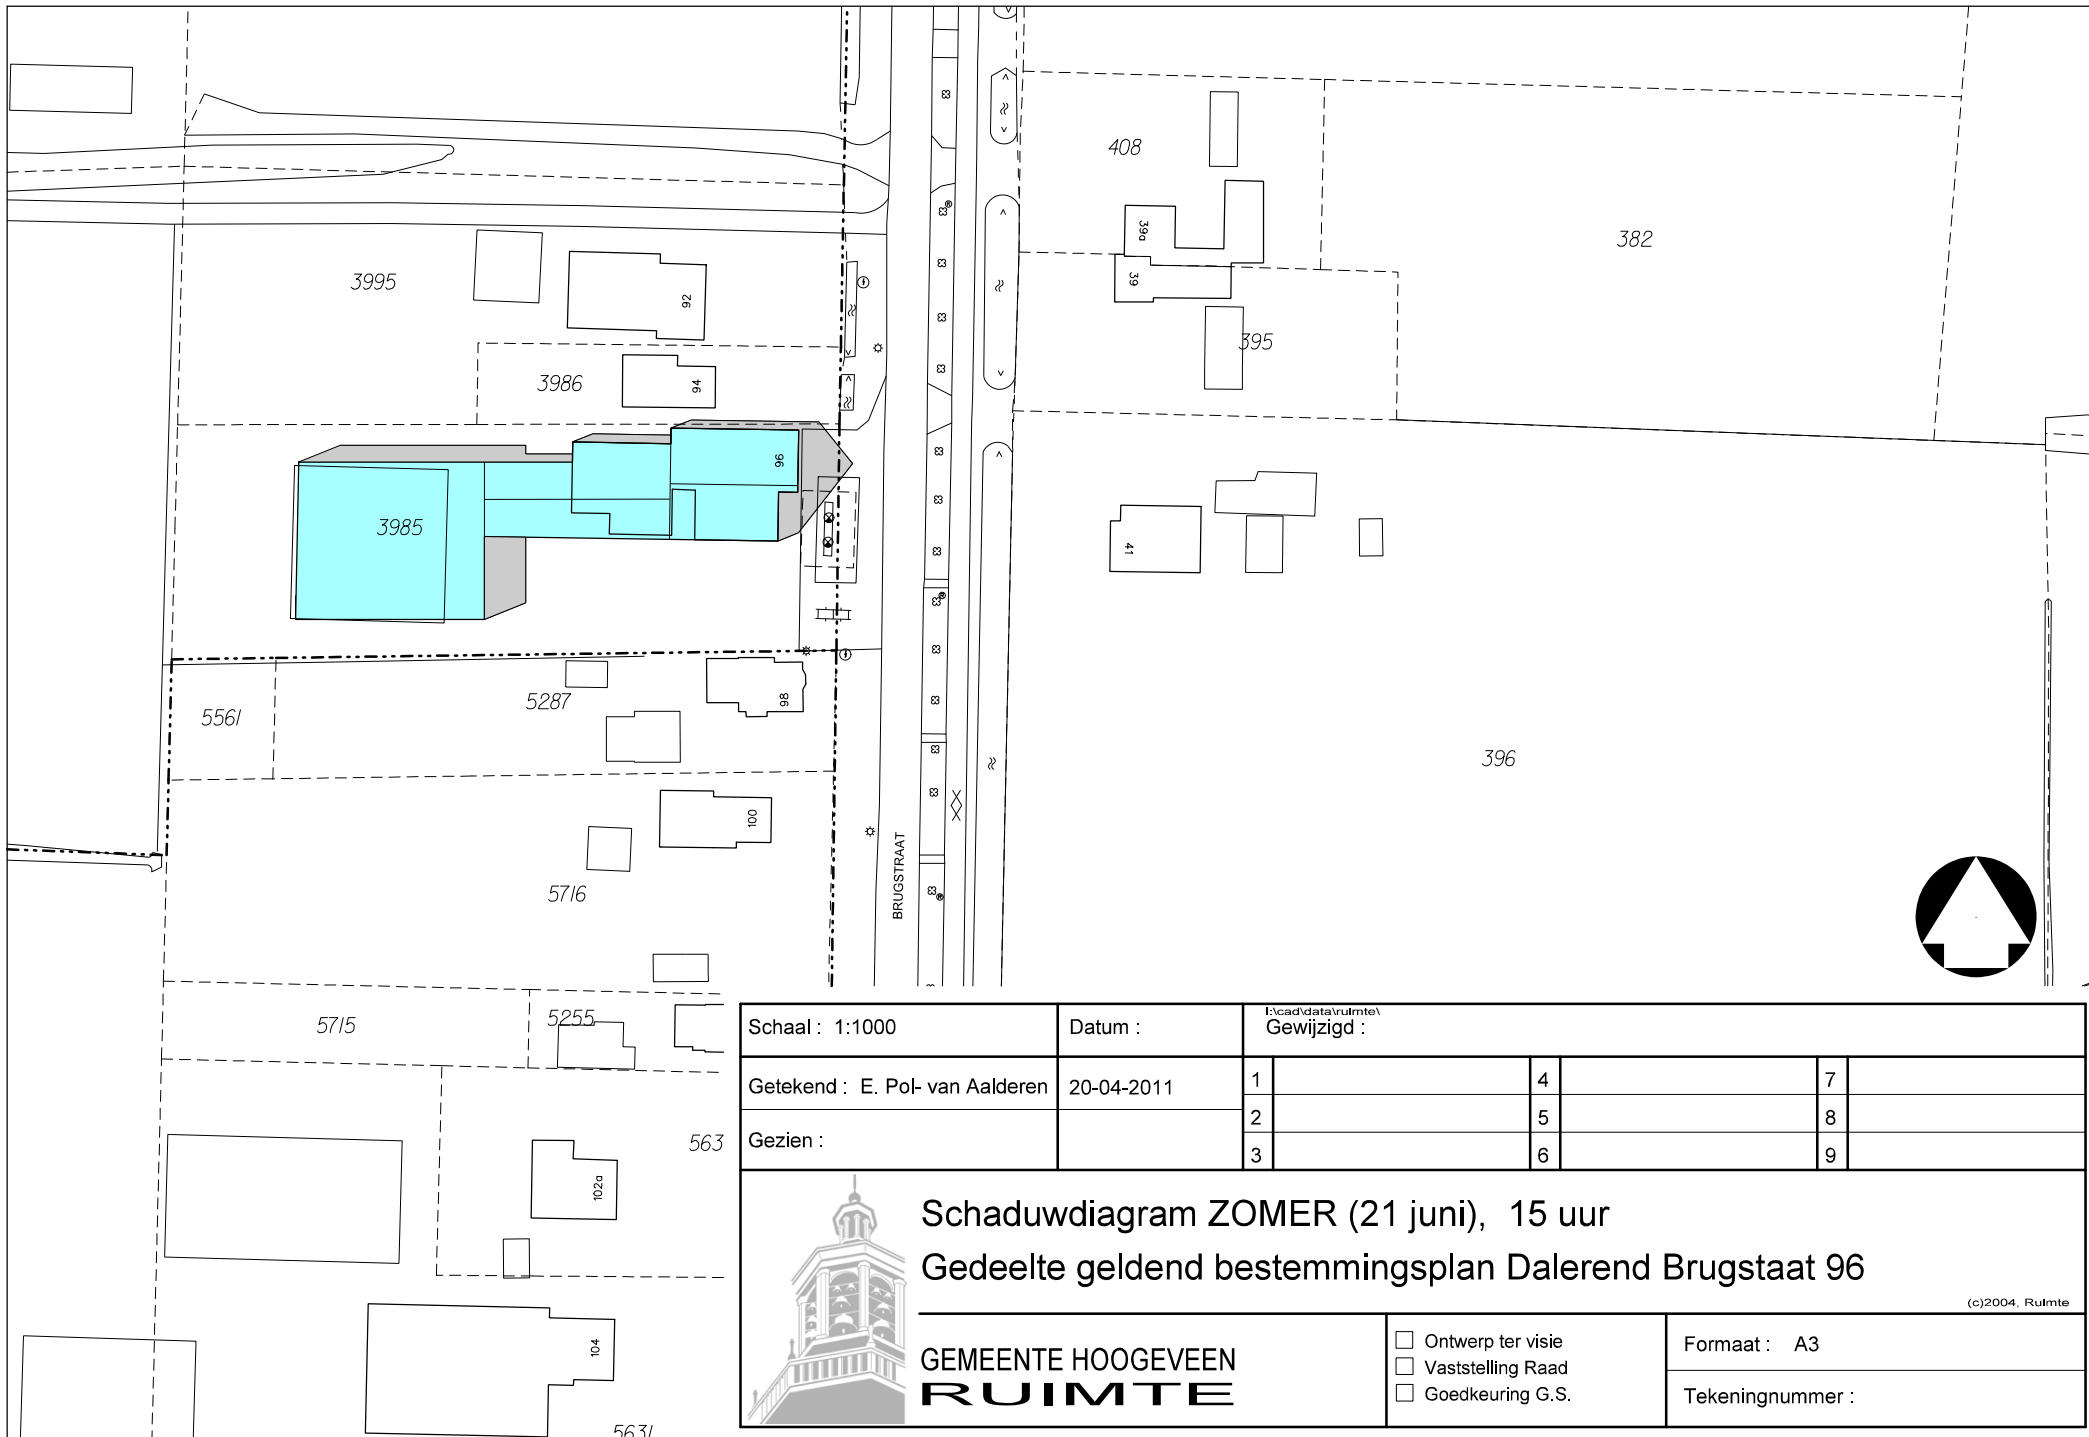 408
382
39a
39
395
3995
92
3986
94
96
3985
41
5561
5287
98
396
100
BRUGSTRAAT
5716
5715
5255
563
102a
104
5631
Schaal : 1:1000
Datum :
I:\cad\data\ruimte\
Gewijzigd :
Getekend : E. Pol- van Aalderen
20-04-2011
Gezien :
1
4
7
2
5
8
3
6
9
Schaduwdiagram ZOMER (21 juni), 15 uur
Gedeelte geldend bestemmingsplan Dalerend Brugstaat 96
(c)2004, Ruimte
GEMEENTE HOOGEVEEN
RUIMTE
Ontwerp ter visie
Vaststelling Raad
Goedkeuring G.S.
Formaat : A3
Tekeningnummer :